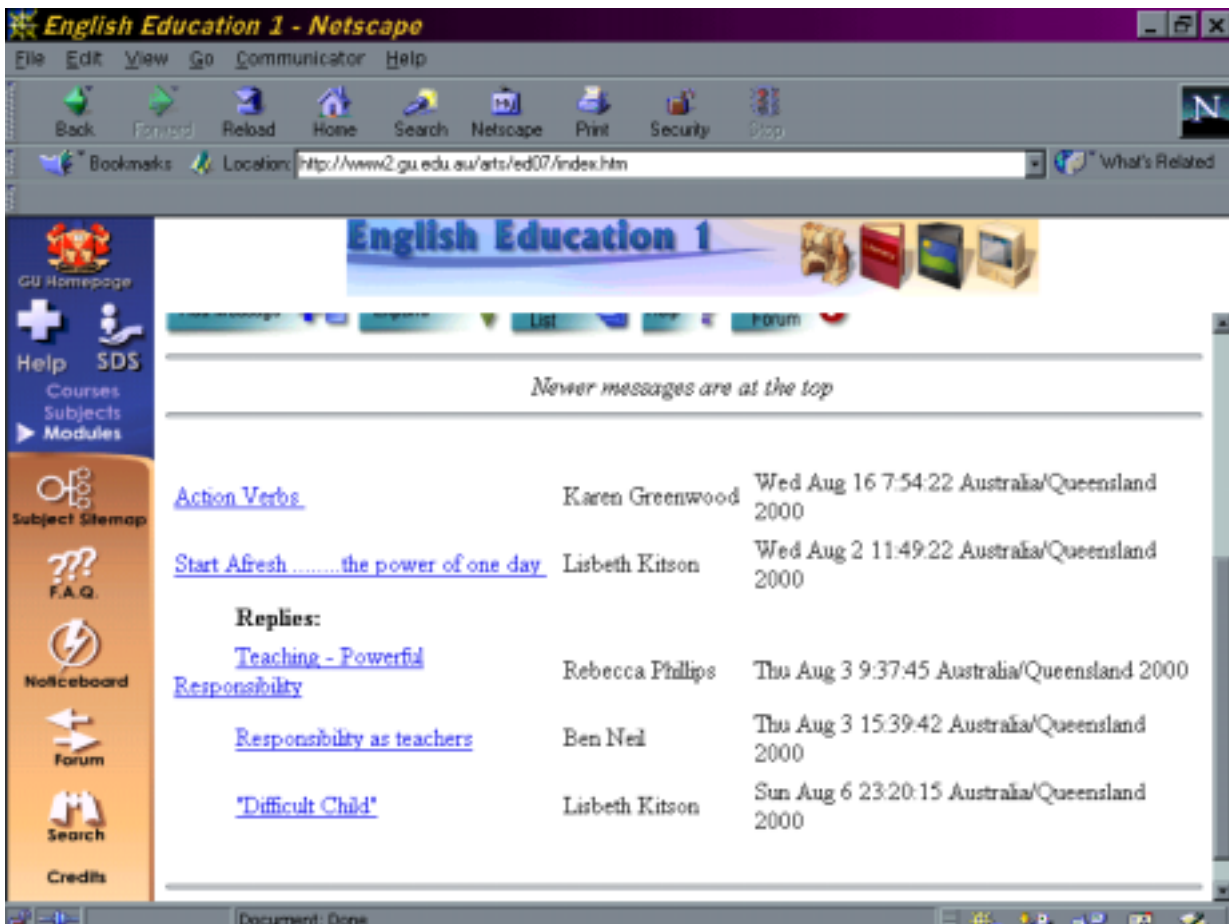 English Education 1 - Netscape
File Edit View Go Communicator Help
Back Forward Reload Home Search Netscape Print Security Stop
N
Bookmarks Location: http://www2.gu.edu.au/arts/ed07/index.htm What's Related
English Education 1
GU Homepage
Help SDS
Courses
Subjects
Modules
Subject Sitemap
???
F.A.Q.
Noticeboard
Forum
Search
Credits
List Forum
Newer messages are at the top
Action Verbs Karen Greenwood Wed Aug 16 7:54:22 Australia/Queensland
2000
Start Afresh ........the power of one day Lisbeth Kitson Wed Aug 2 11:49:22 Australia/Queensland
2000
Replies:
Teaching - Powerful
Responsibility Rebecca Phillips Thu Aug 3 9:37:45 Australia/Queensland 2000
Responsibility as teachers Ben Neil Thu Aug 3 15:39:42 Australia/Queensland
2000
"Difficult Child" Lisbeth Kitson Sun Aug 6 23:20:15 Australia/Queensland
2000
Document: Done